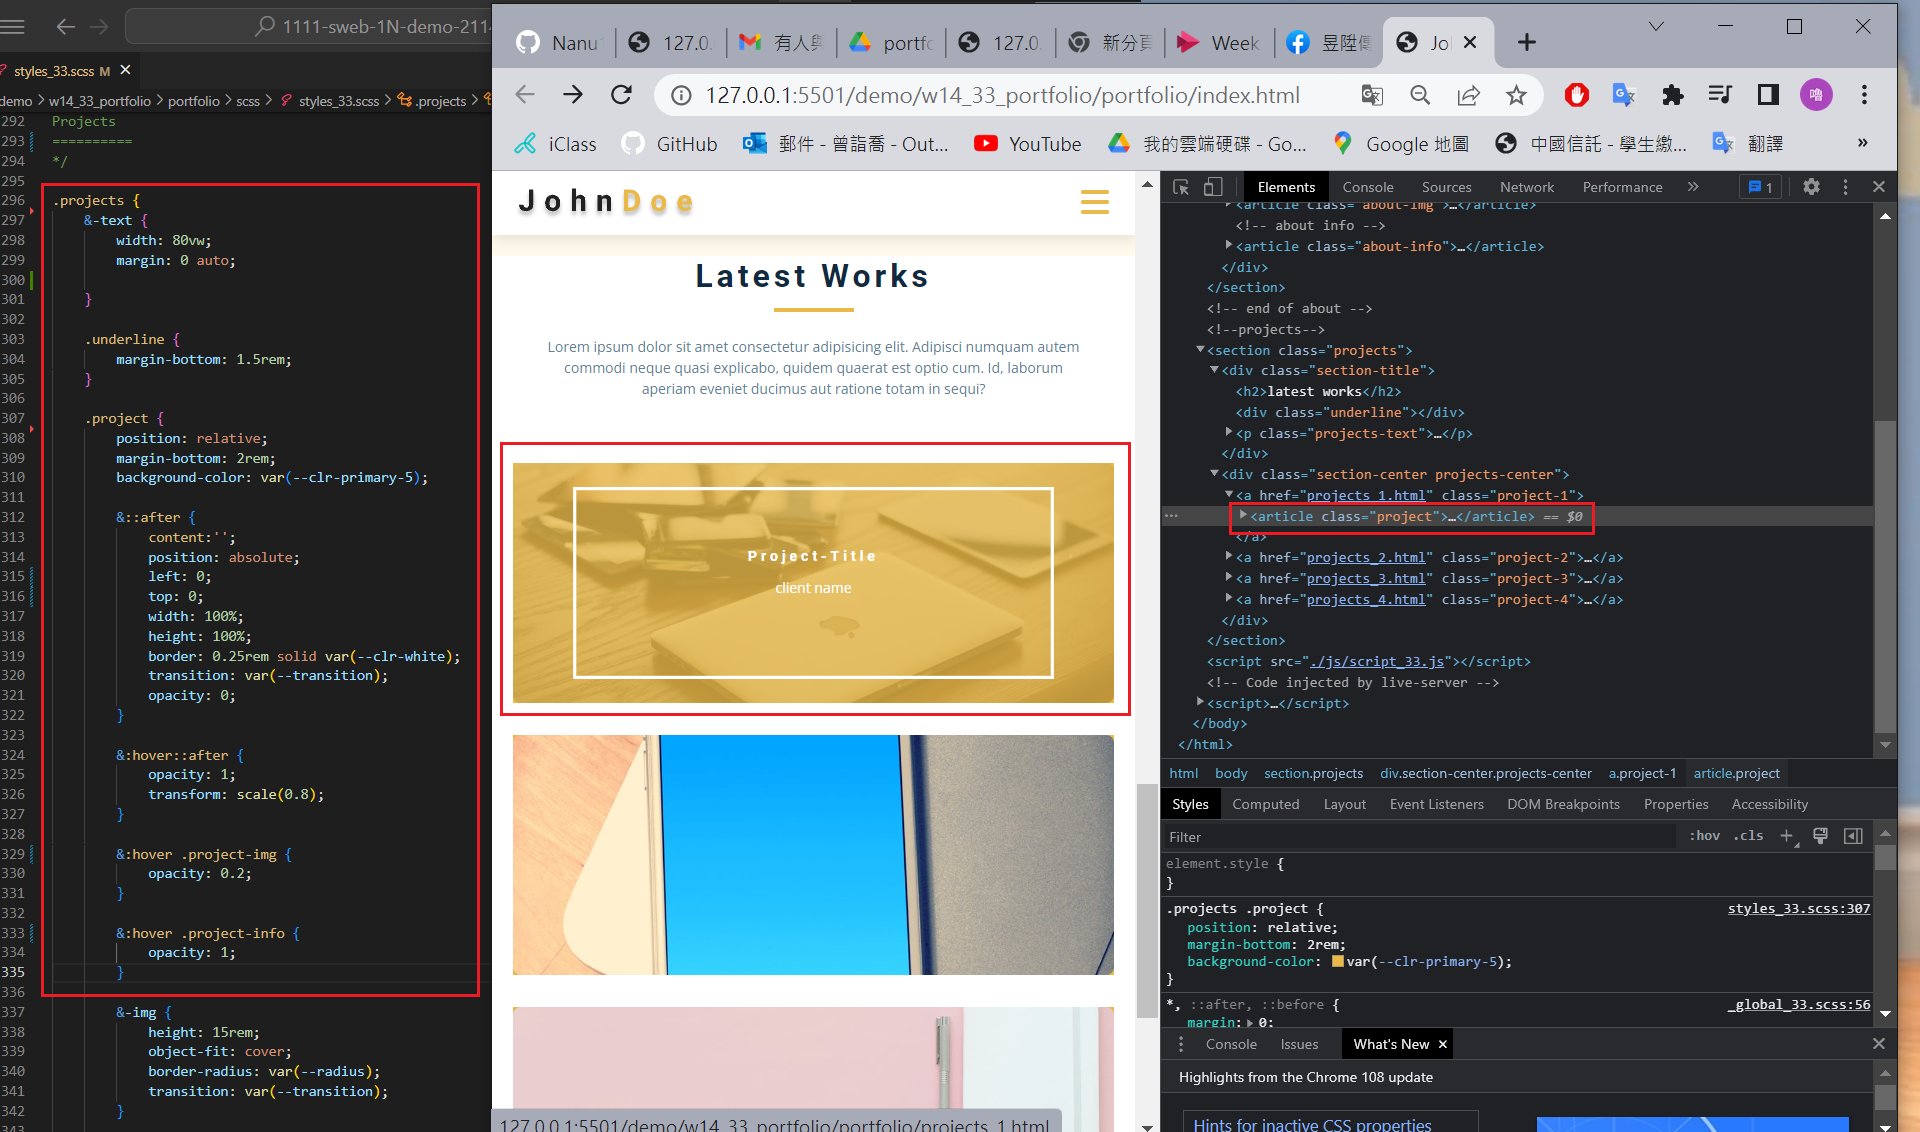 1111-sweb-1N-demo-2114
styles_33.scss M ✕
demo > w14_33_portfolio > portfolio > scss > styles_33.scss > .projects >
292 Projects
293 ==========
294 */
295
296 .projects {
297 &-text {
298 width: 80vw;
299 margin: 0 auto;
300
301 }
302
303 .underline {
304 margin-bottom: 1.5rem;
305 }
306
307 .project {
308 position: relative;
309 margin-bottom: 2rem;
310 background-color: var(--clr-primary-5);
311
312 &::after {
313 content:'';
314 position: absolute;
315 left: 0;
316 top: 0;
317 width: 100%;
318 height: 100%;
319 border: 0.25rem solid var(--clr-white);
320 transition: var(--transition);
321 opacity: 0;
322 }
323
324 &:hover::after {
325 opacity: 1;
326 transform: scale(0.8);
327 }
328
329 &:hover .project-img {
330 opacity: 0.2;
331 }
332
333 &:hover .project-info {
334 opacity: 1;
335 }
336
337 &-img {
338 height: 15rem;
339 object-fit: cover;
340 border-radius: var(--radius);
341 transition: var(--transition);
342 }
Nanu 127.0. 有人與 portfo 127.0. 新分頁 Week 昱陞傳 Jo
127.0.0.1:5501/demo/w14_33_portfolio/portfolio/index.html
iClass GitHub 郵件 - 曾詣喬 - Out... YouTube 我的雲端硬碟 - Go... Google 地圖 中國信託 - 學生繳... 翻譯 »
JohnDoe
Latest Works
Lorem ipsum dolor sit amet consectetur adipisicing elit. Adipisci numquam autem
commodi neque quasi explicabo, quidem quaerat est optio cum. Id, laborum
aperiam eveniet ducimus aut ratione totam in sequi?
Project-Title
client name
127.0.0.1:5501/demo/w14_33_portfolio/portfolio/projects_1.html
Elements Console Sources Network Performance » 1
<article class="about-img">…</article>
<!-- about info -->
<article class="about-info">…</article>
</div>
</section>
<!-- end of about -->
<!--projects-->
<section class="projects">
<div class="section-title">
<h2>latest works</h2>
<div class="underline"></div>
<p class="projects-text">…</p>
</div>
<div class="section-center projects-center">
<a href="projects_1.html" class="project-1">
<article class="project">…</article> == $0
</a>
<a href="projects_2.html" class="project-2">…</a>
<a href="projects_3.html" class="project-3">…</a>
<a href="projects_4.html" class="project-4">…</a>
</div>
</section>
<script src="./js/script_33.js"></script>
<!-- Code injected by live-server -->
<script>…</script>
</body>
</html>
html body section.projects div.section-center.projects-center a.project-1 article.project
Styles Computed Layout Event Listeners DOM Breakpoints Properties Accessibility
Filter :hov .cls +
element.style {
}
.projects .project { styles_33.scss:307
position: relative;
margin-bottom: 2rem;
background-color: var(--clr-primary-5);
}
*, ::after, ::before { _global_33.scss:56
margin: 0;
Console Issues What's New ✕
Highlights from the Chrome 108 update
Hints for inactive CSS properties